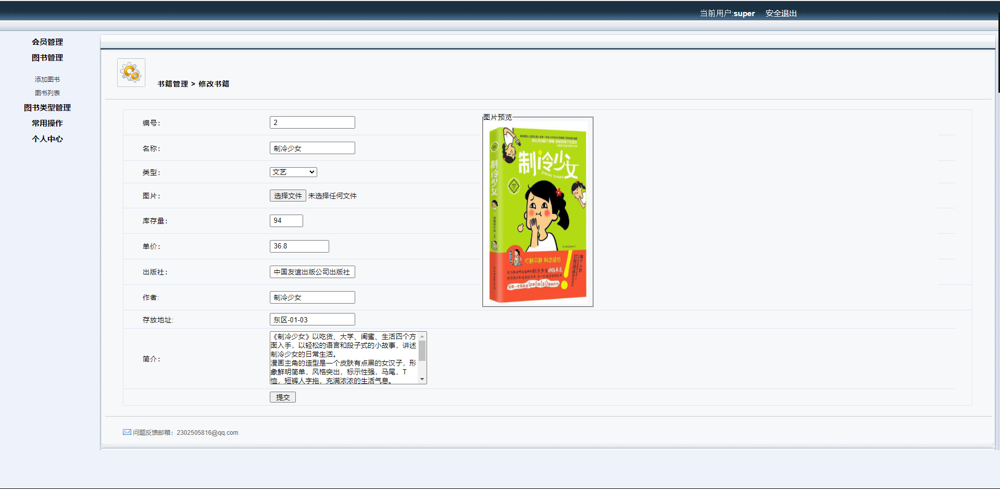 当前用户:super 安全退出
会员管理
图书管理
添加图书
图书列表
图书类型管理
常用操作
个人中心
书籍管理 > 修改书籍
编号: 2
名称: 制冷少女
类型: 文艺
图片: 选择文件 未选择任何文件
库存量: 94
单价: 36.8
出版社: 中国友谊出版公司出版社
作者: 制冷少女
存放地址: 东区-01-03
简介:
《制冷少女》以吃货、大学、闺蜜、生活四个方
面入手，以轻松的语言和段子式的小故事，讲述
制冷少女的日常生活。
漫画主角的造型是一个皮肤有点黑的女汉子，形
象鲜明简单，风格突出，标示性强，马尾，T
恤，短裤人字拖，充满浓浓的生活气息。
提交
图片预览
制冷少女
制冷少女
问题反馈邮箱：2302505816@qq.com